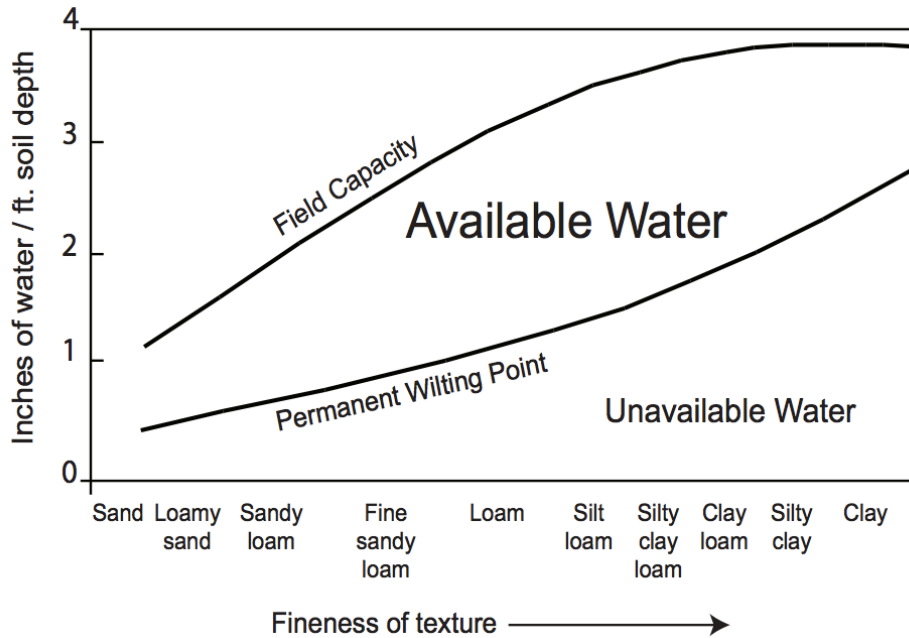 Inches of water / ft. soil depth
4
3
2
1
0
Field Capacity
Available Water
Permanent Wilting Point
Unavailable Water
Sand
Loamy
sand
Sandy
loam
Fine
sandy
loam
Loam
Silt
loam
Silty
clay
loam
Clay
loam
Silty
clay
Clay
Fineness of texture